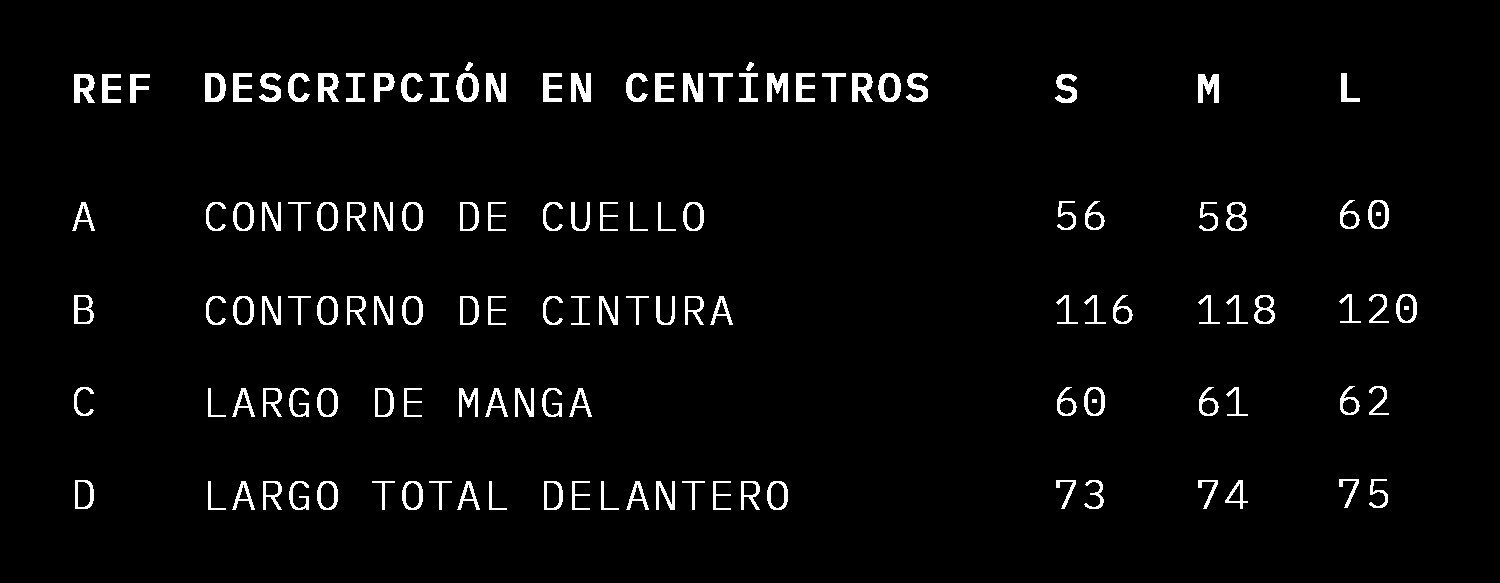 REF DESCRIPCIÓN EN CENTÍMETROS S M L
A CONTORNO DE CUELLO 56 58 60
B CONTORNO DE CINTURA 116 118 120
C LARGO DE MANGA 60 61 62
D LARGO TOTAL DELANTERO 73 74 75